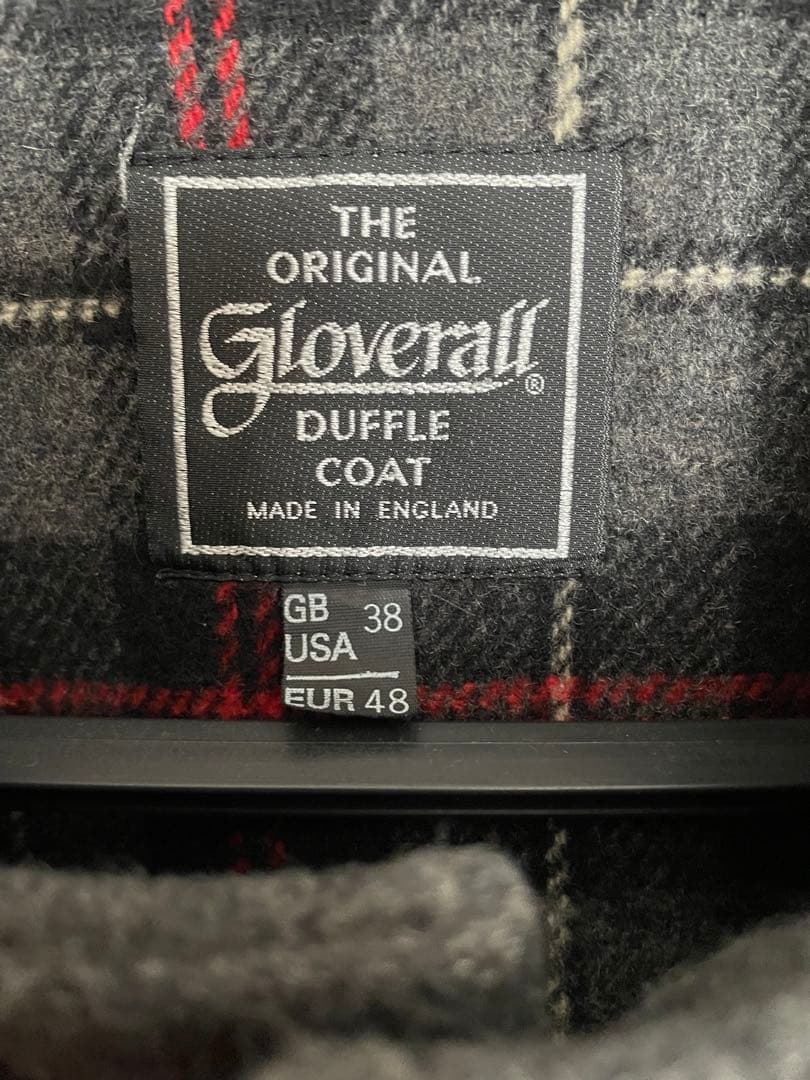 THE
ORIGINAL
Gloverall®
DUFFLE
COAT
MADE IN ENGLAND
GB 38
USA
EUR 48